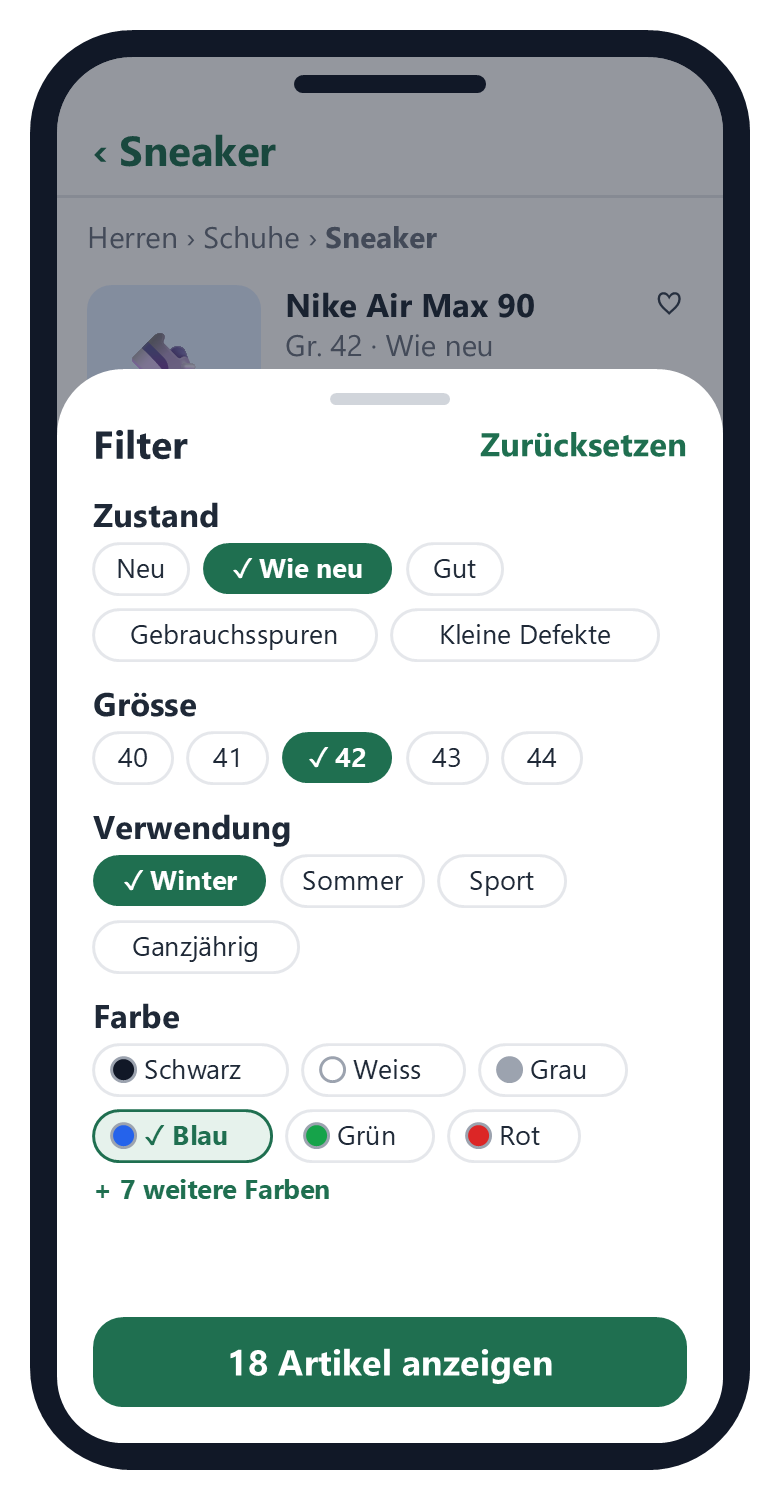 ‹ Sneaker
Herren › Schuhe › Sneaker
Nike Air Max 90
Gr. 42 · Wie neu
Filter Zurücksetzen
Zustand
Neu ✓ Wie neu Gut
Gebrauchsspuren Kleine Defekte
Grösse
40 41 ✓ 42 43 44
Verwendung
✓ Winter Sommer Sport
Ganzjährig
Farbe
Schwarz Weiss Grau
✓ Blau Grün Rot
+ 7 weitere Farben
18 Artikel anzeigen